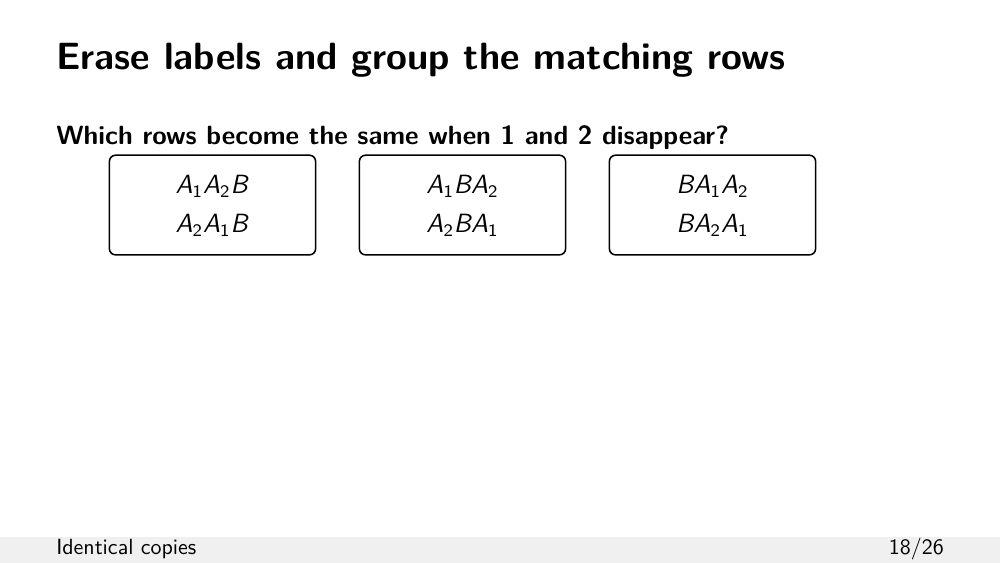 Erase labels and group the matching rows
Which rows become the same when 1 and 2 disappear?
A₁A₂B
A₂A₁B
A₁BA₂
A₂BA₁
BA₁A₂
BA₂A₁
Identical copies
18/26